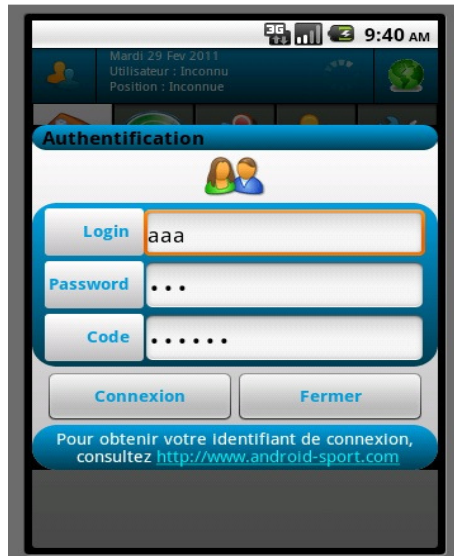 3G 9:40 AM
Mardi 29 Fev 2011
Utilisateur : Inconnu
Position : Inconnue
Authentification
Login aaa
Password •••
Code ••••••
Connexion Fermer
Pour obtenir votre identifiant de connexion,
consultez http://www.android-sport.com